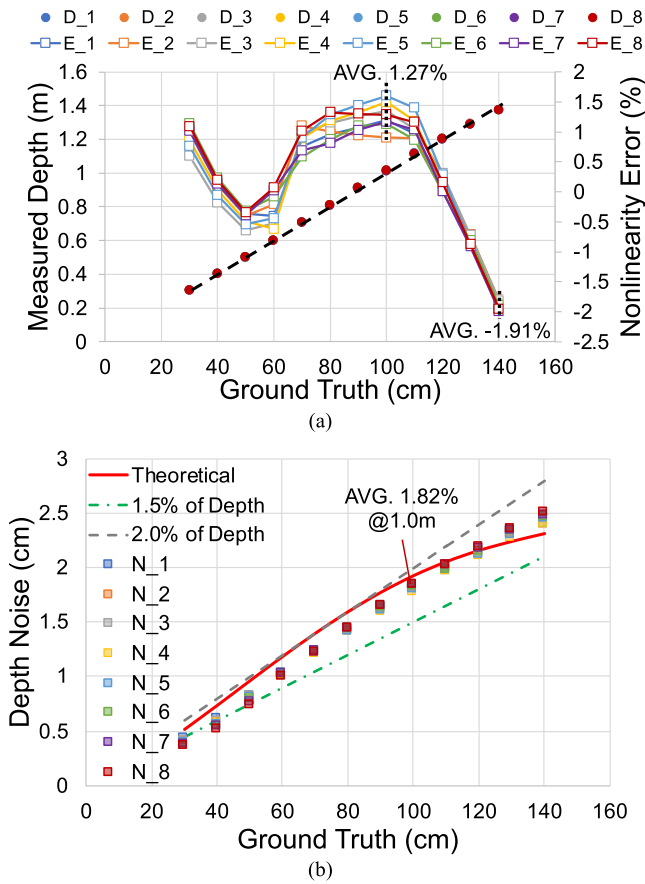 D_1 D_2 D_3 D_4 D_5 D_6 D_7 D_8
E_1 E_2 E_3 E_4 E_5 E_6 E_7 E_8
AVG. 1.27%
Measured Depth (m)
1.6
1.4
1.2
1
0.8
0.6
0.4
0.2
0
2
1.5
1
0.5
0
-0.5
-1
-1.5
-2
-2.5
Nonlinearity Error (%)
AVG. -1.91%
0 20 40 60 80 100 120 140 160
Ground Truth (cm)
(a)
Depth Noise (cm)
3
2.5
2
1.5
1
0.5
0
Theoretical
1.5% of Depth
2.0% of Depth
N_1
N_2
N_3
N_4
N_5
N_6
N_7
N_8
AVG. 1.82%
@1.0m
0 20 40 60 80 100 120 140 160
Ground Truth (cm)
(b)